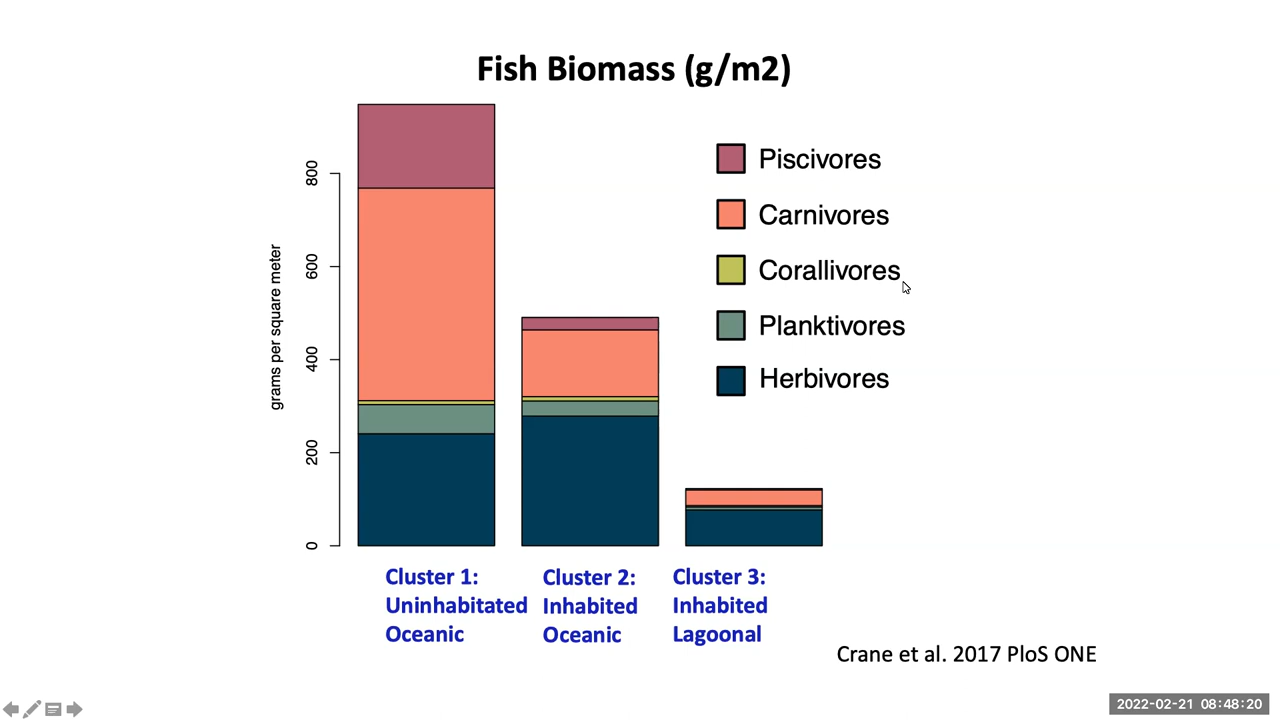 Fish Biomass (g/m2)
grams per square meter
800
600
400
200
0
Piscivores
Carnivores
Corallivores
Planktivores
Herbivores
Cluster 1:
Uninhabitated
Oceanic
Cluster 2:
Inhabited
Oceanic
Cluster 3:
Inhabited
Lagoonal
Crane et al. 2017 PloS ONE
2022-02-21 08:48:20